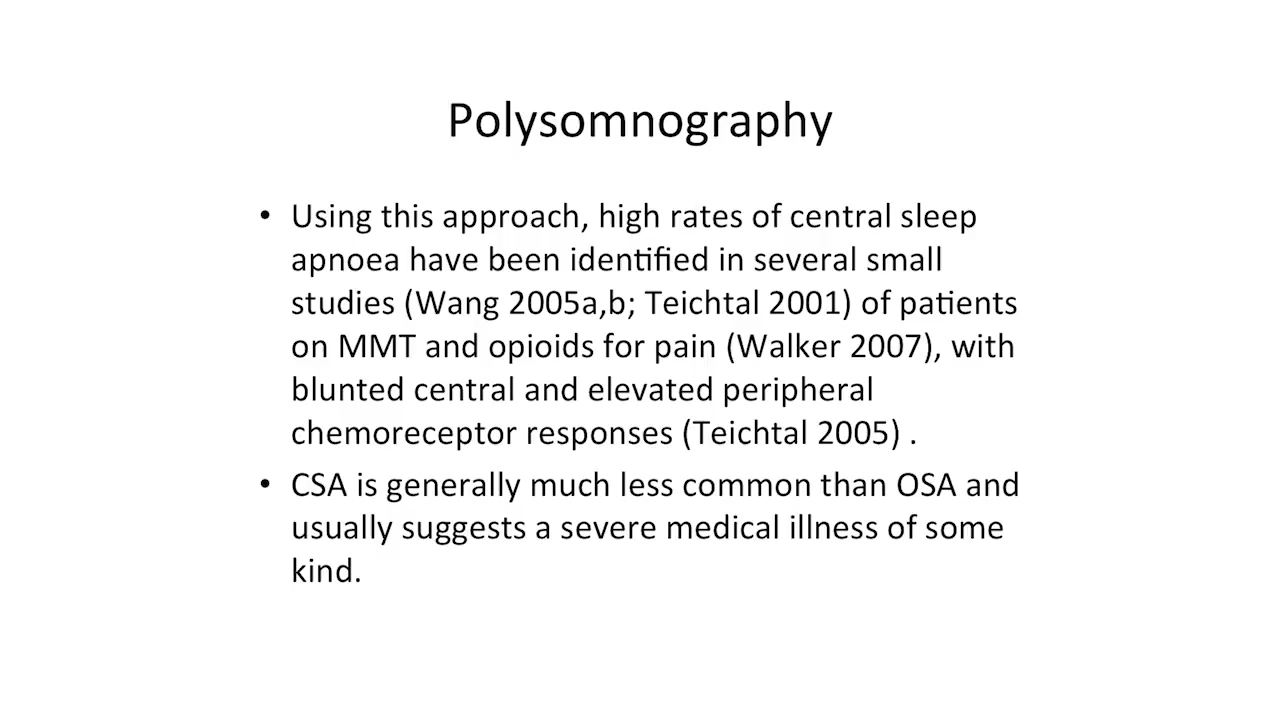 Polysomnography
• Using this approach, high rates of central sleep
apnoea have been identified in several small
studies (Wang 2005a,b; Teichtal 2001) of patients
on MMT and opioids for pain (Walker 2007), with
blunted central and elevated peripheral
chemoreceptor responses (Teichtal 2005) .
• CSA is generally much less common than OSA and
usually suggests a severe medical illness of some
kind.